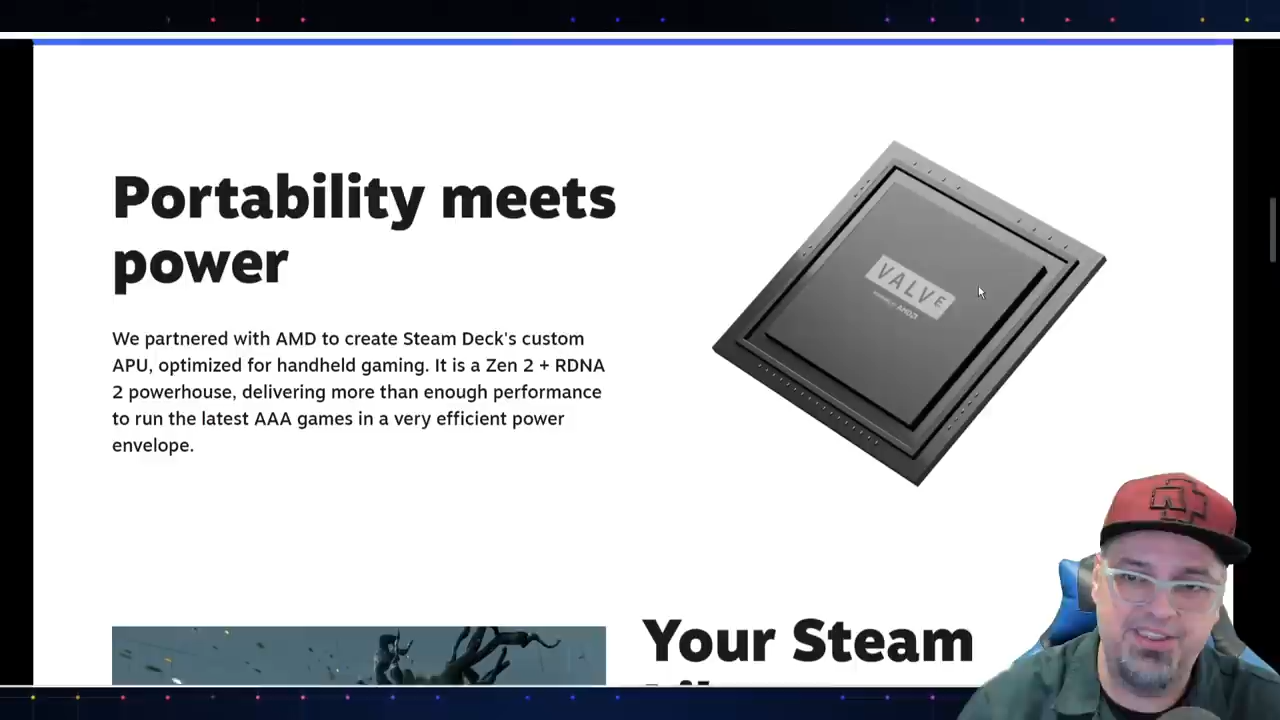 Portability meets
power
We partnered with AMD to create Steam Deck's custom
APU, optimized for handheld gaming. It is a Zen 2 + RDNA
2 powerhouse, delivering more than enough performance
to run the latest AAA games in a very efficient power
envelope.
VALVE
AMD
Your Steam